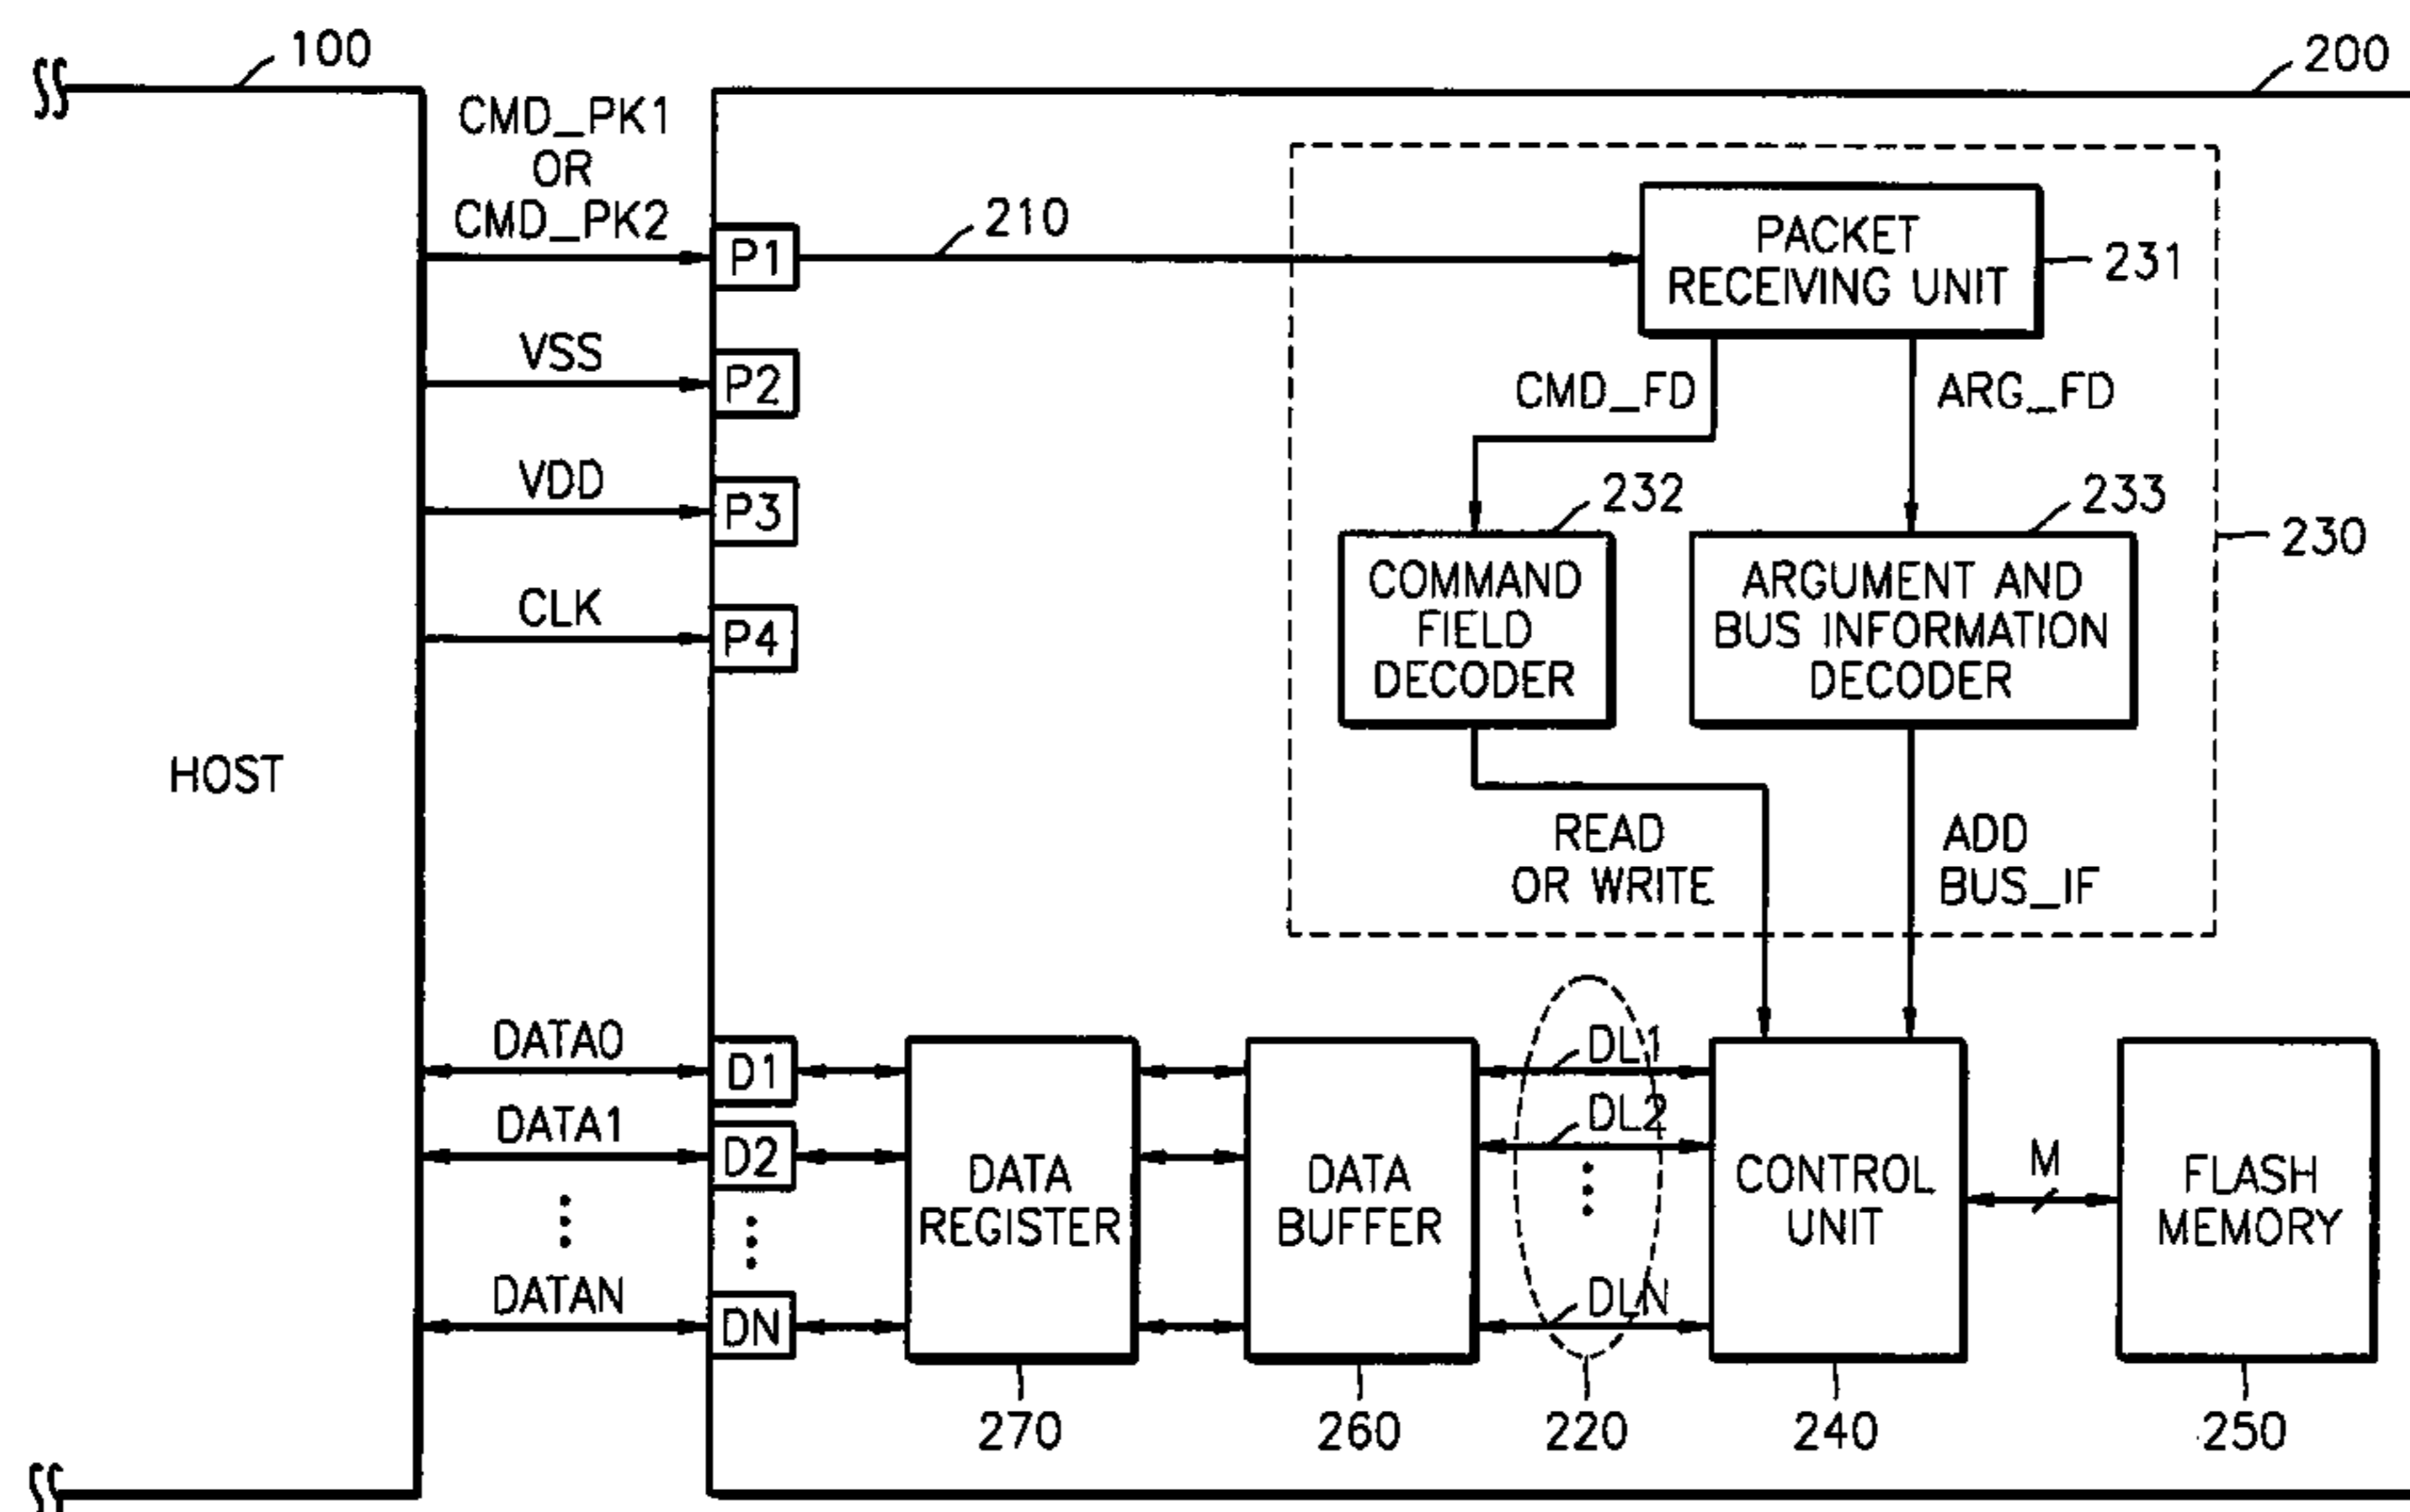 100
200
CMD_PK1
OR
CMD_PK2
P1
210
PACKET
RECEIVING UNIT
231
VSS
P2
CMD_FD
ARG_FD
VDD
P3
232
233
230
CLK
P4
COMMAND
FIELD
DECODER
ARGUMENT AND
BUS INFORMATION
DECODER
HOST
READ
OR WRITE
ADD
BUS_IF
DATA0
D1
DL1
DATA1
D2
DL2
DATA
REGISTER
DATA
BUFFER
CONTROL
UNIT
M
FLASH
MEMORY
DATAN
DN
DLN
270
260
220
240
250